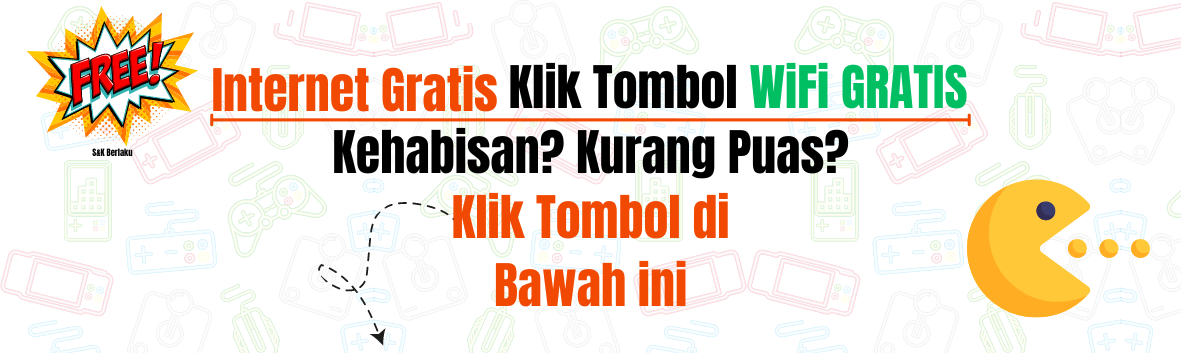 FREE!
S&K Berlaku
Internet Gratis Klik Tombol WiFi GRATIS
Kehabisan? Kurang Puas?
Klik Tombol di
Bawah ini